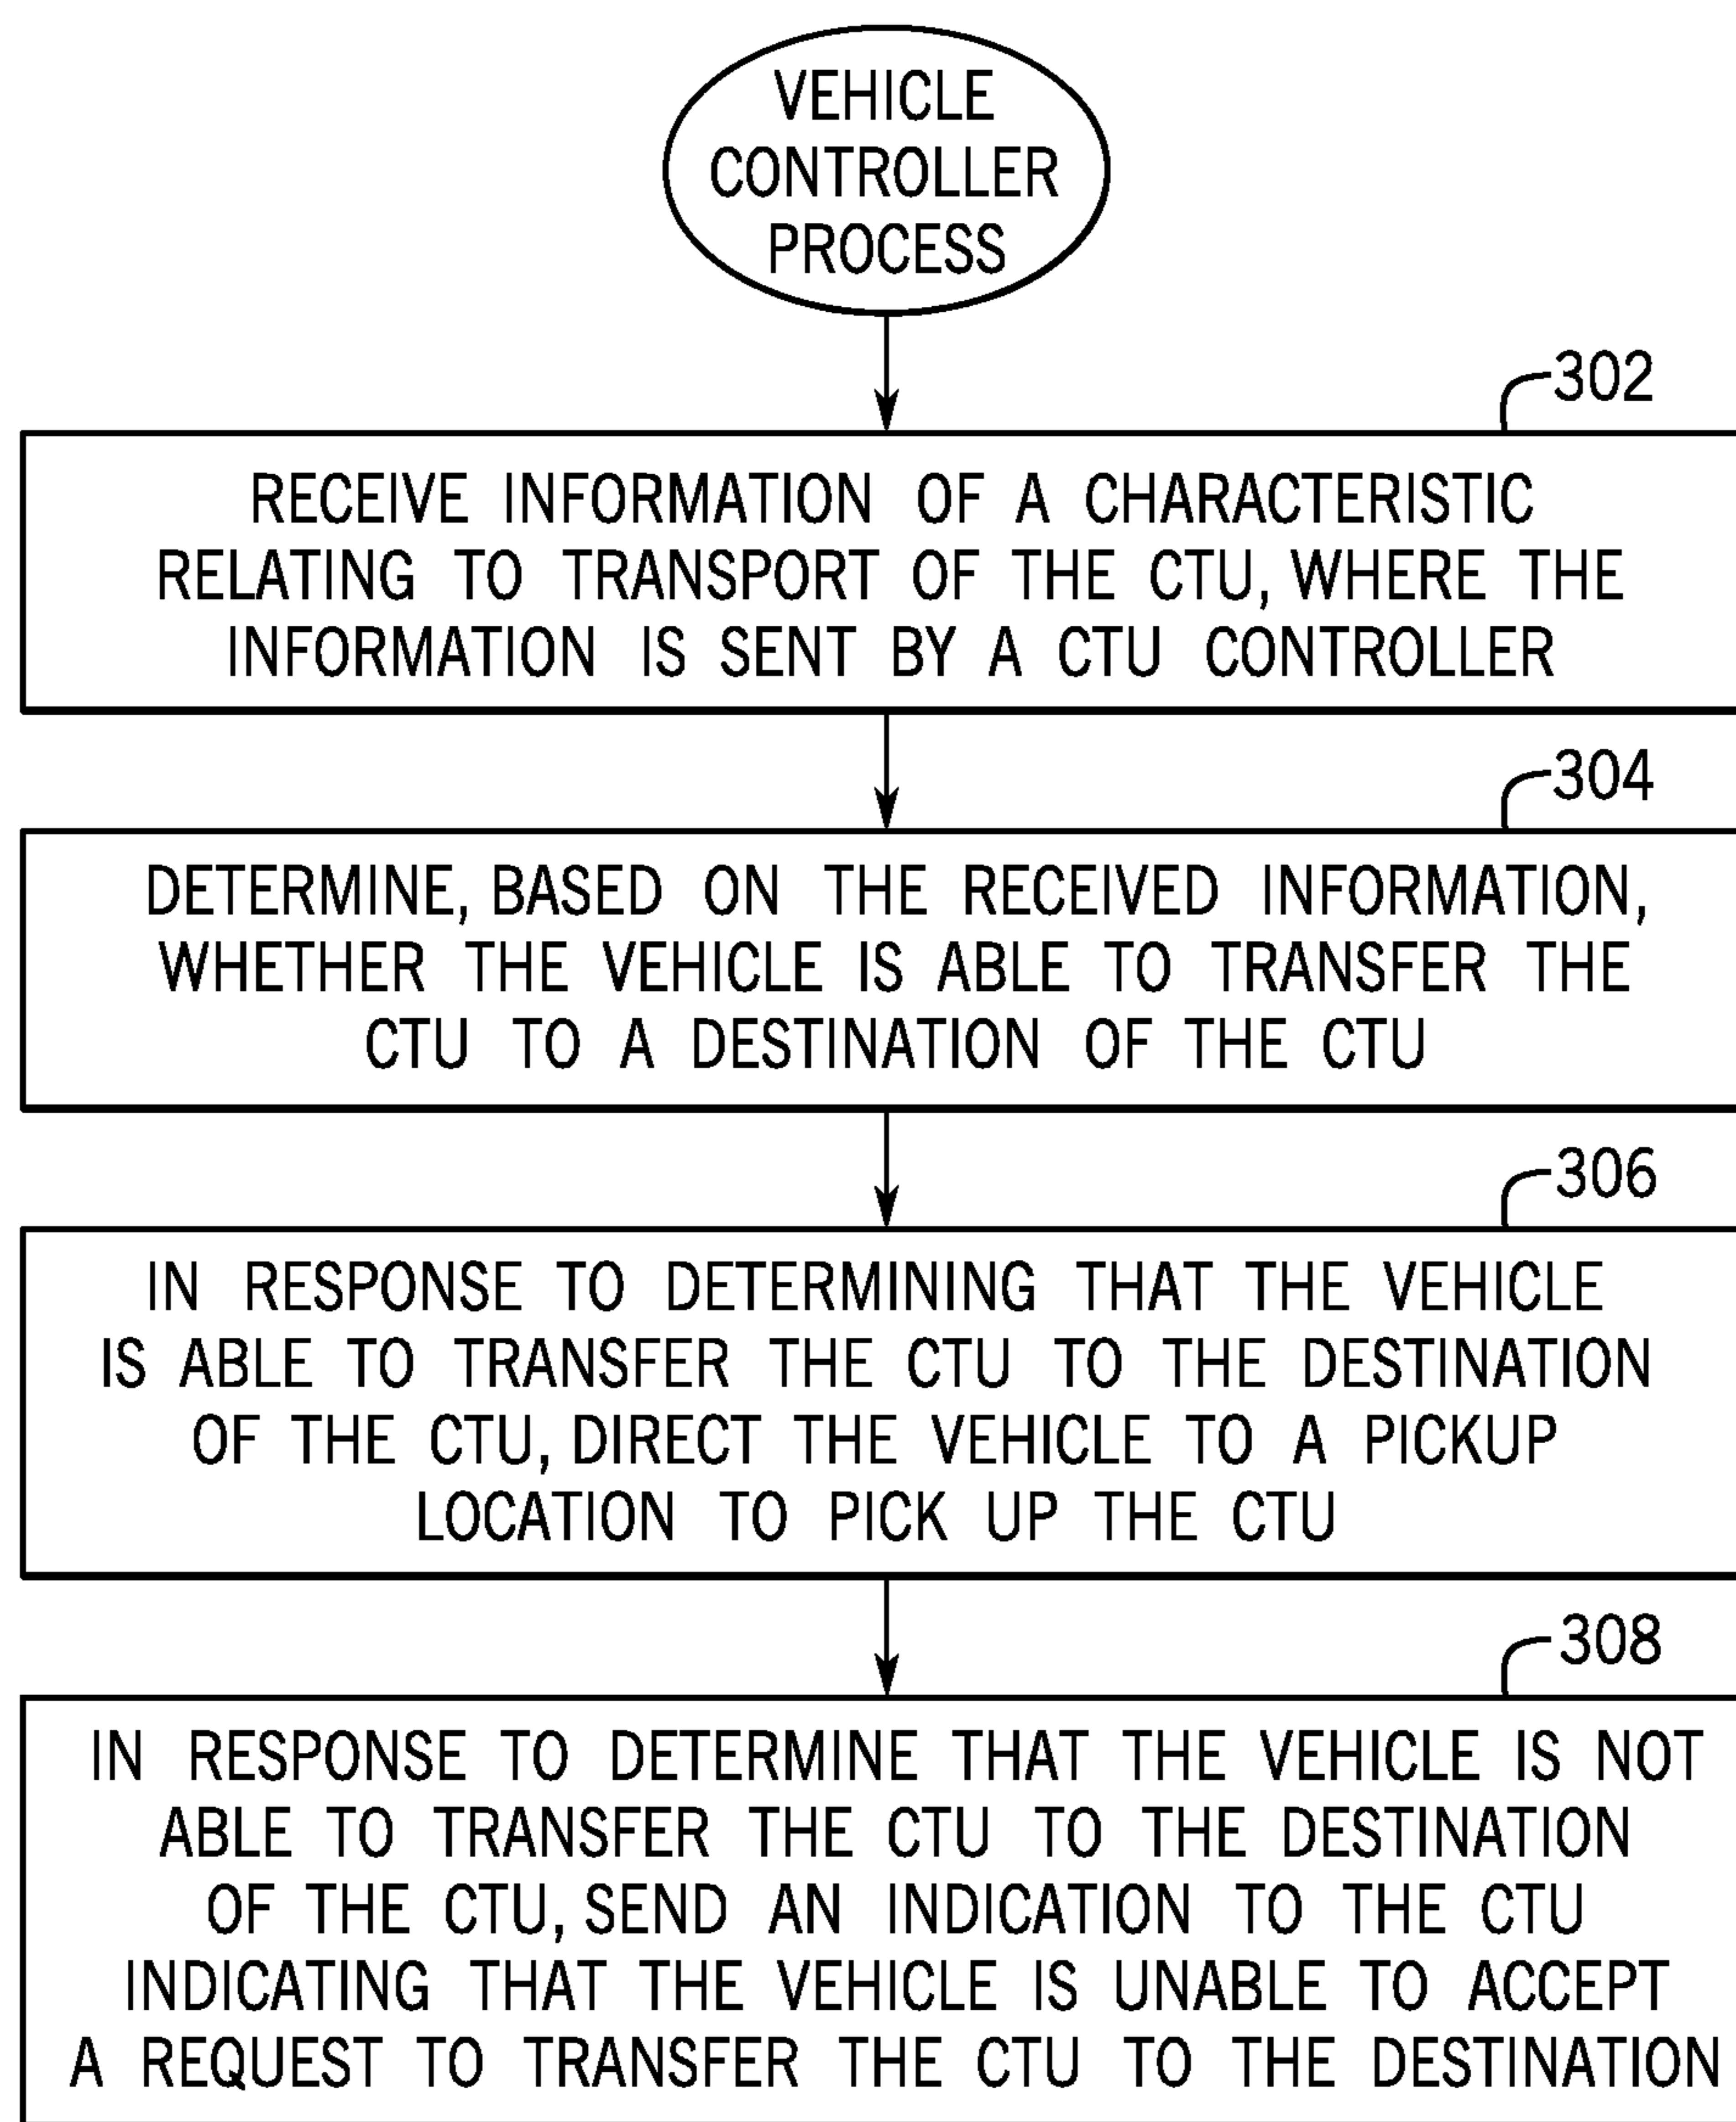 VEHICLE
CONTROLLER
PROCESS
302
RECEIVE INFORMATION OF A CHARACTERISTIC
RELATING TO TRANSPORT OF THE CTU, WHERE THE
INFORMATION IS SENT BY A CTU CONTROLLER
304
DETERMINE, BASED ON THE RECEIVED INFORMATION,
WHETHER THE VEHICLE IS ABLE TO TRANSFER THE
CTU TO A DESTINATION OF THE CTU
306
IN RESPONSE TO DETERMINING THAT THE VEHICLE
IS ABLE TO TRANSFER THE CTU TO THE DESTINATION
OF THE CTU, DIRECT THE VEHICLE TO A PICKUP
LOCATION TO PICK UP THE CTU
308
IN RESPONSE TO DETERMINE THAT THE VEHICLE IS NOT
ABLE TO TRANSFER THE CTU TO THE DESTINATION
OF THE CTU, SEND AN INDICATION TO THE CTU
INDICATING THAT THE VEHICLE IS UNABLE TO ACCEPT
A REQUEST TO TRANSFER THE CTU TO THE DESTINATION